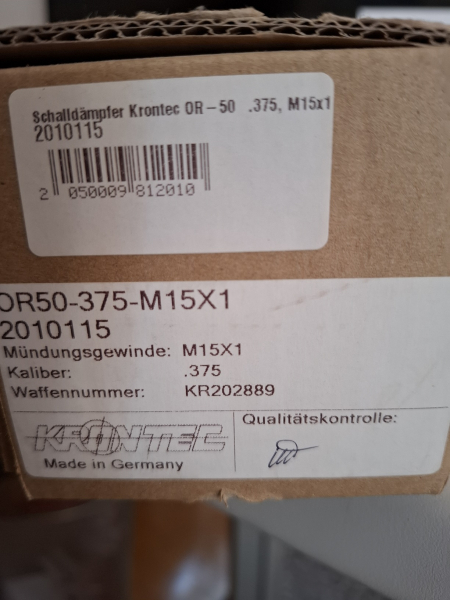 Schalldämpfer Krontec OR-50 .375, M15x1
2010115
2 050009 812010
OR50-375-M15X1
2010115
Mündungsgewinde: M15X1
Kaliber: .375
Waffennummer: KR202889
KRONTEC
Made in Germany
Qualitätskontrolle: